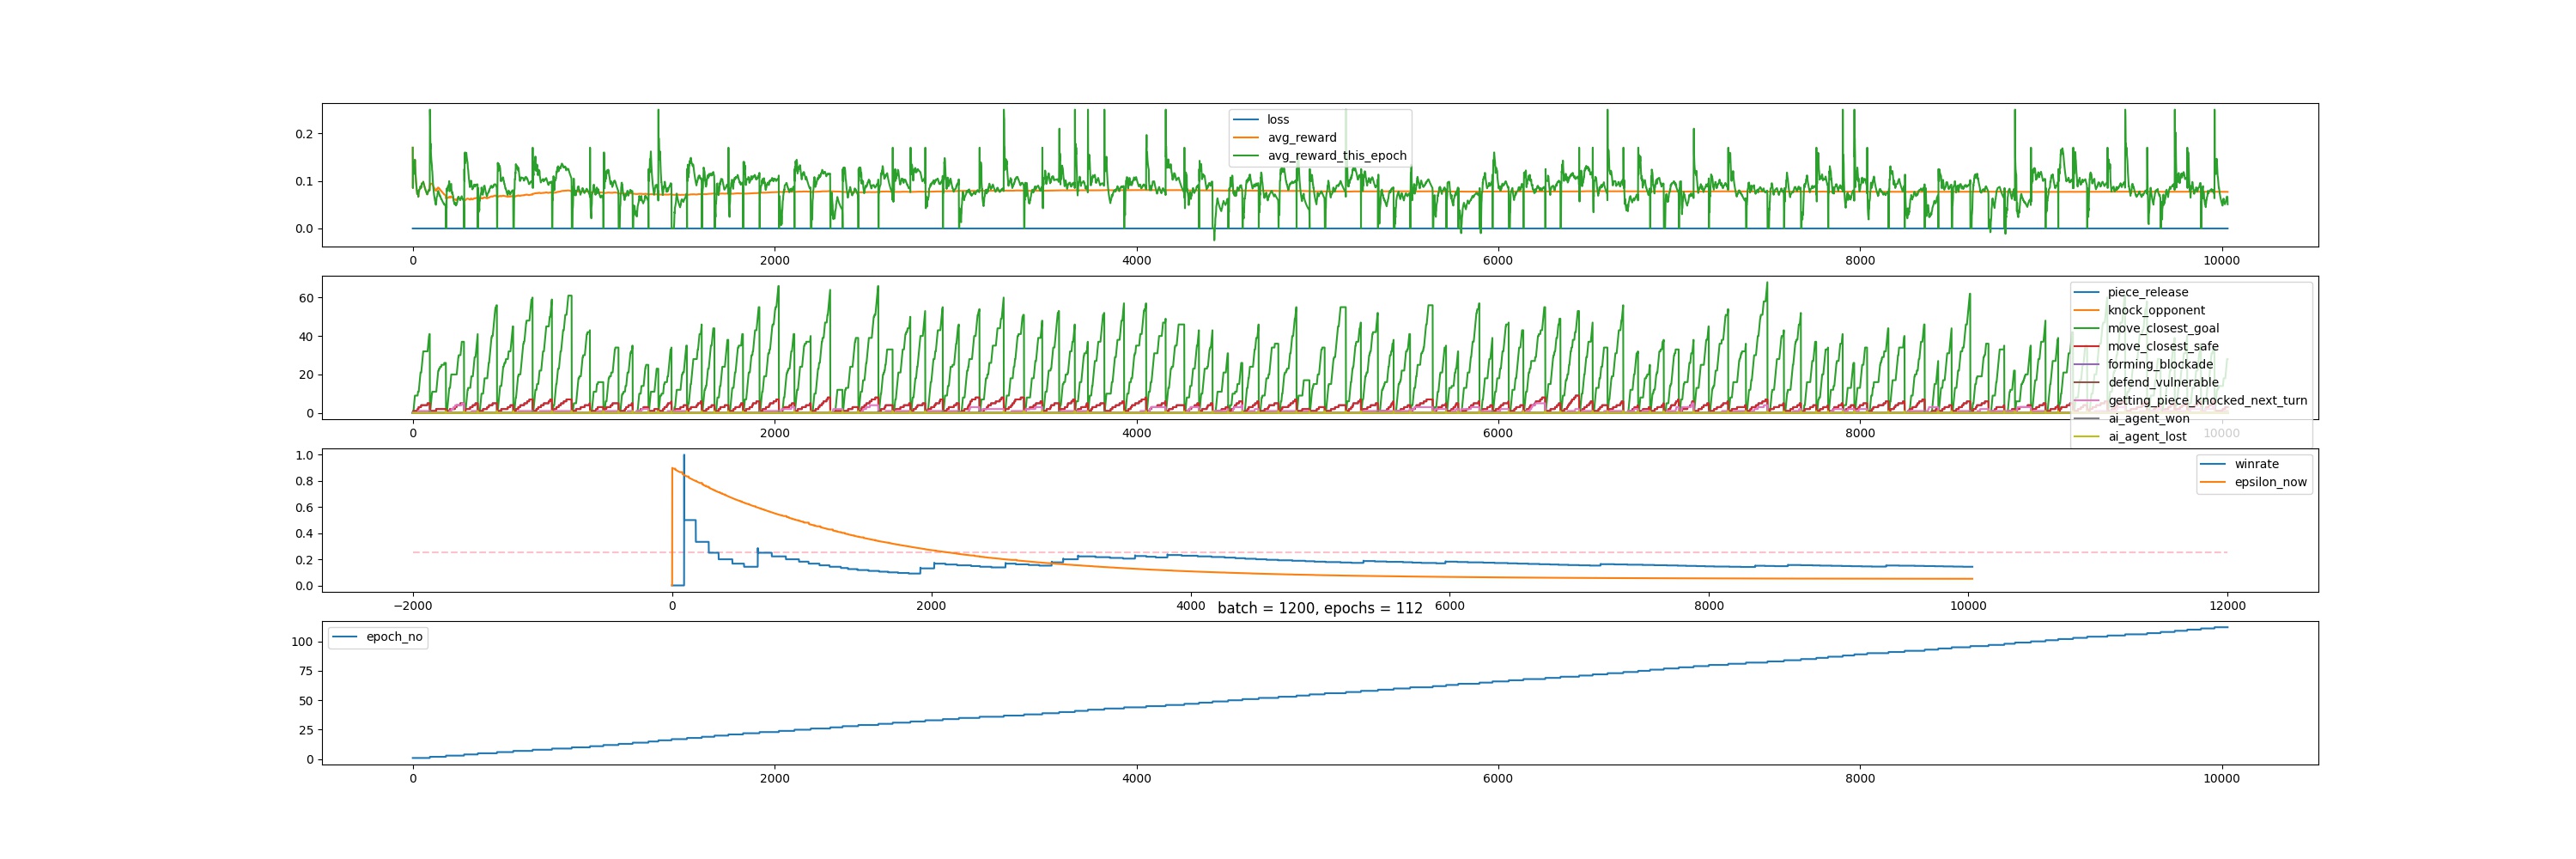 loss
avg_reward
avg_reward_this_epoch
0.2
0.1
0.0
0 2000 4000 6000 8000 10000
piece_release
knock_opponent
move_closest_goal
move_closest_safe
forming_blockade
defend_vulnerable
getting_piece_knocked_next_turn
ai_agent_won
ai_agent_lost
60
40
20
0
0 2000 4000 6000 8000 10000
winrate
epsilon_now
1.0
0.8
0.6
0.4
0.2
0.0
−2000 0 2000 4000 6000 8000 10000 12000
batch = 1200, epochs = 112
epoch_no
100
75
50
25
0
0 2000 4000 6000 8000 10000